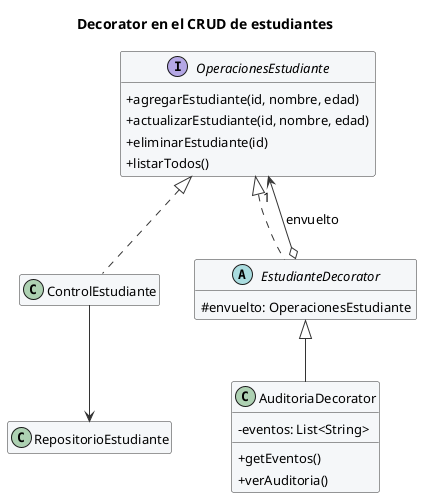 Decorator en el CRUD de estudiantes
I OperacionesEstudiante
+agregarEstudiante(id, nombre, edad)
+actualizarEstudiante(id, nombre, edad)
+eliminarEstudiante(id)
+listarTodos()
1
envuelto
C ControlEstudiante
A EstudianteDecorator
#envuelto: OperacionesEstudiante
C RepositorioEstudiante
C AuditoriaDecorator
-eventos: List<String>
+getEventos()
+verAuditoria()